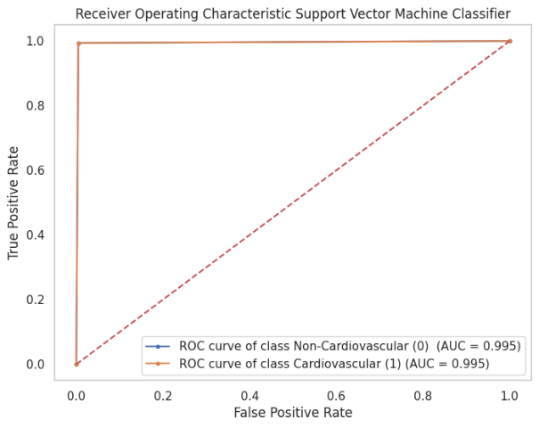 Receiver Operating Characteristic Support Vector Machine Classifier
True Positive Rate
1.0
0.8
0.6
0.4
0.2
0.0
ROC curve of class Non-Cardiovascular (0)  (AUC = 0.995)
ROC curve of class Cardiovascular (1) (AUC = 0.995)
0.0 0.2 0.4 0.6 0.8 1.0
False Positive Rate